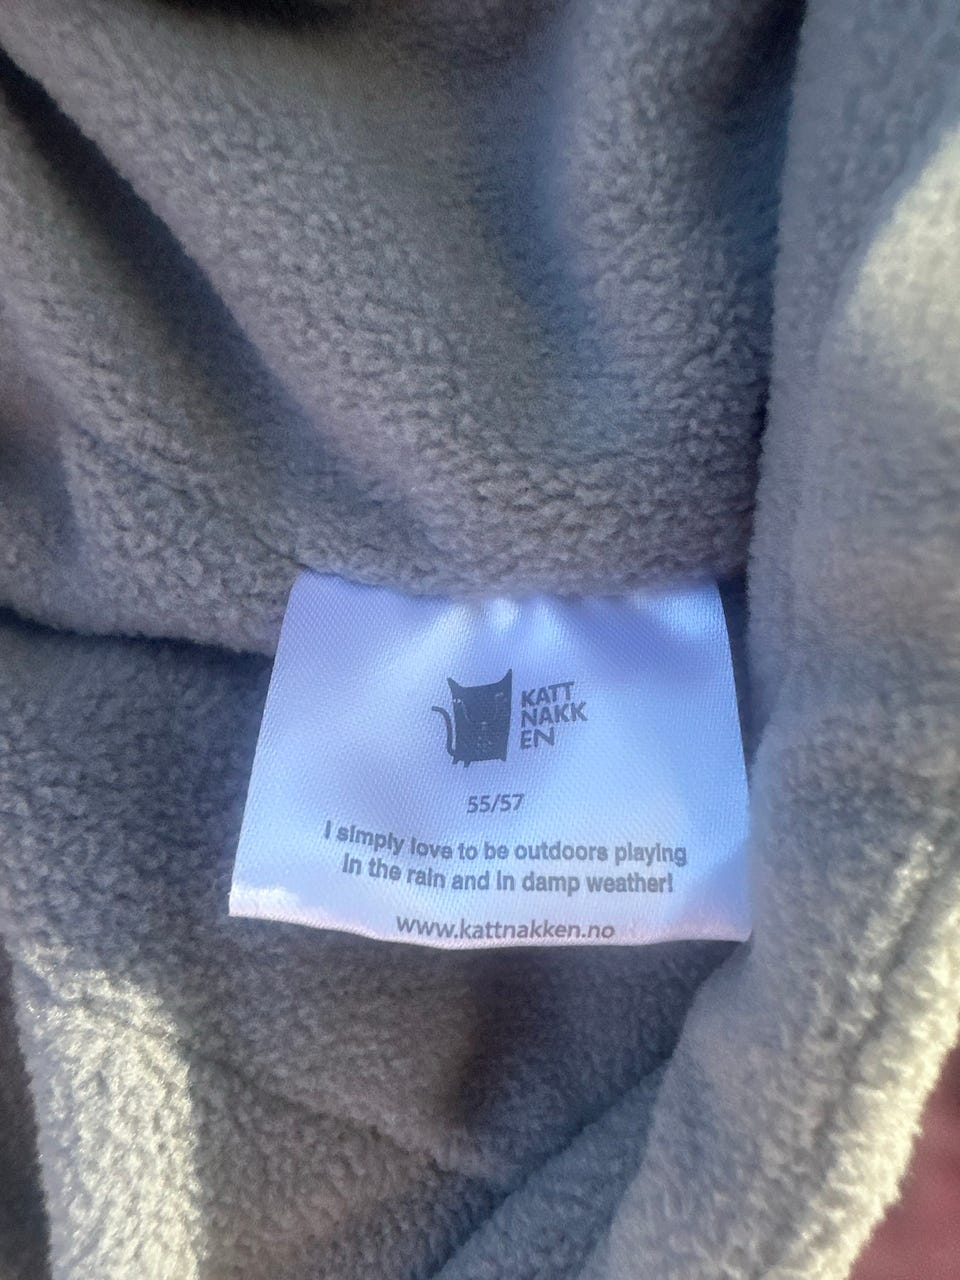 KATT
NAKK
EN
55/57
I simply love to be outdoors playing
in the rain and in damp weather!
www.kattnakken.no